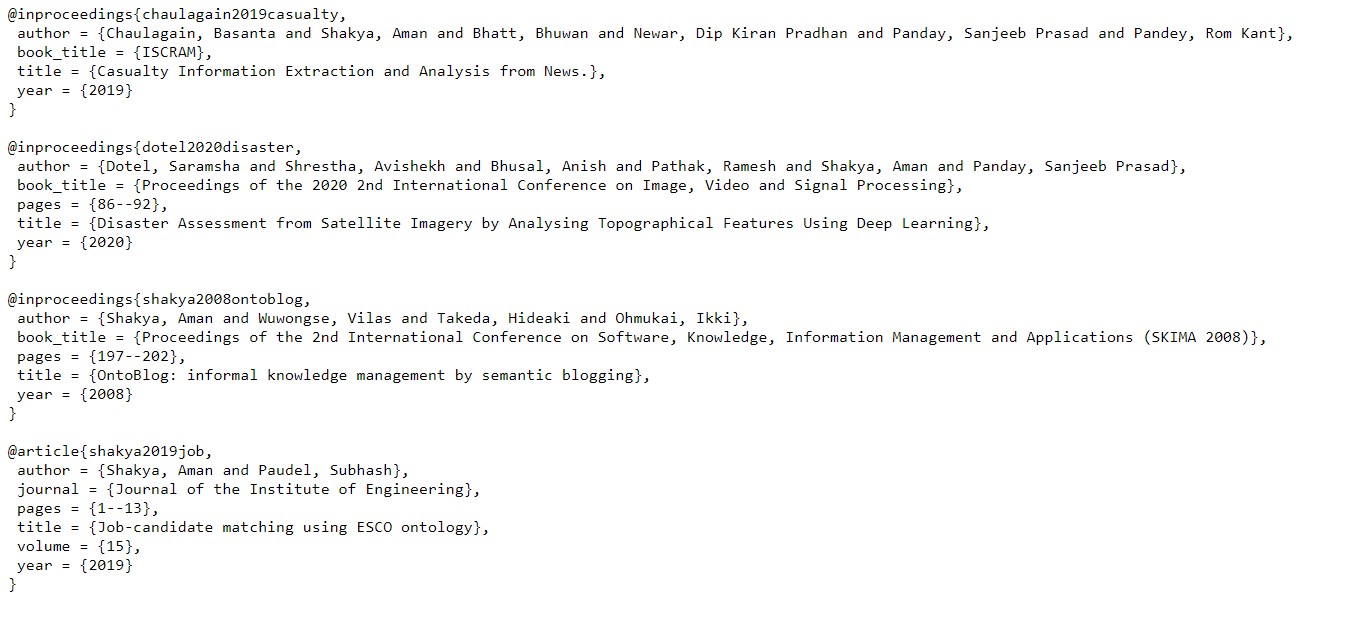 @inproceedings{chaulagain2019casualty,
author = {Chaulagain, Basanta and Shakya, Aman and Bhatt, Bhuwan and Newar, Dip Kiran Pradhan and Panday, Sanjeeb Prasad and Pandey, Rom Kant},
book_title = {ISCRAM},
title = {Casualty Information Extraction and Analysis from News.},
year = {2019}
}
@inproceedings{dotel2020disaster,
author = {Dotel, Saramsha and Shrestha, Avishekh and Bhusal, Anish and Pathak, Ramesh and Shakya, Aman and Panday, Sanjeeb Prasad},
book_title = {Proceedings of the 2020 2nd International Conference on Image, Video and Signal Processing},
pages = {86--92},
title = {Disaster Assessment from Satellite Imagery by Analysing Topographical Features Using Deep Learning},
year = {2020}
}
@inproceedings{shakya2008ontoblog,
author = {Shakya, Aman and Wuwongse, Vilas and Takeda, Hideaki and Ohmukai, Ikki},
book_title = {Proceedings of the 2nd International Conference on Software, Knowledge, Information Management and Applications (SKIMA 2008)},
pages = {197--202},
title = {OntoBlog: informal knowledge management by semantic blogging},
year = {2008}
}
@article{shakya2019job,
author = {Shakya, Aman and Paudel, Subhash},
journal = {Journal of the Institute of Engineering},
pages = {1--13},
title = {Job-candidate matching using ESCO ontology},
volume = {15},
year = {2019}
}